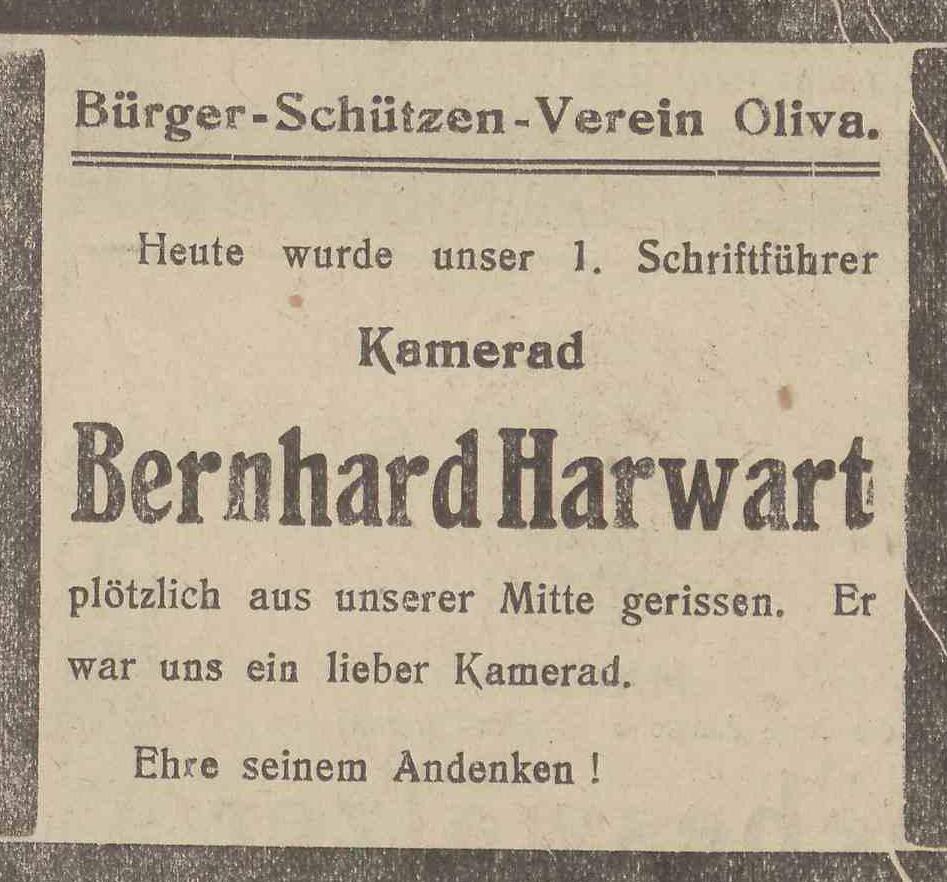 Bürger-Schützen-Verein Oliva.
Heute wurde unser 1. Schriftführer
Kamerad
Bernhard Harwart
plötzlich aus unserer Mitte gerissen. Er
war uns ein lieber Kamerad.
Ehre seinem Andenken !